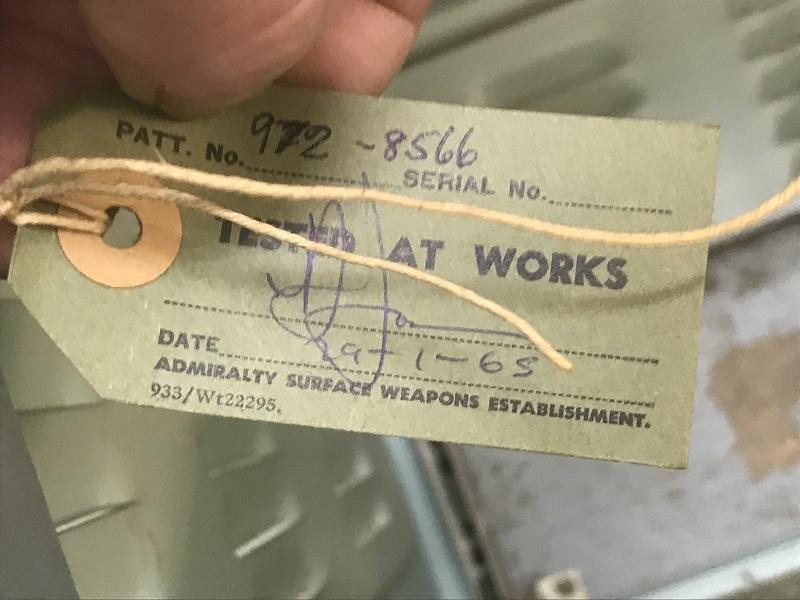 PATT. No. 972 -8566
SERIAL No.
TESTED AT WORKS
DATE 29-1-65
ADMIRALTY SURFACE WEAPONS ESTABLISHMENT.
933/Wt22295.